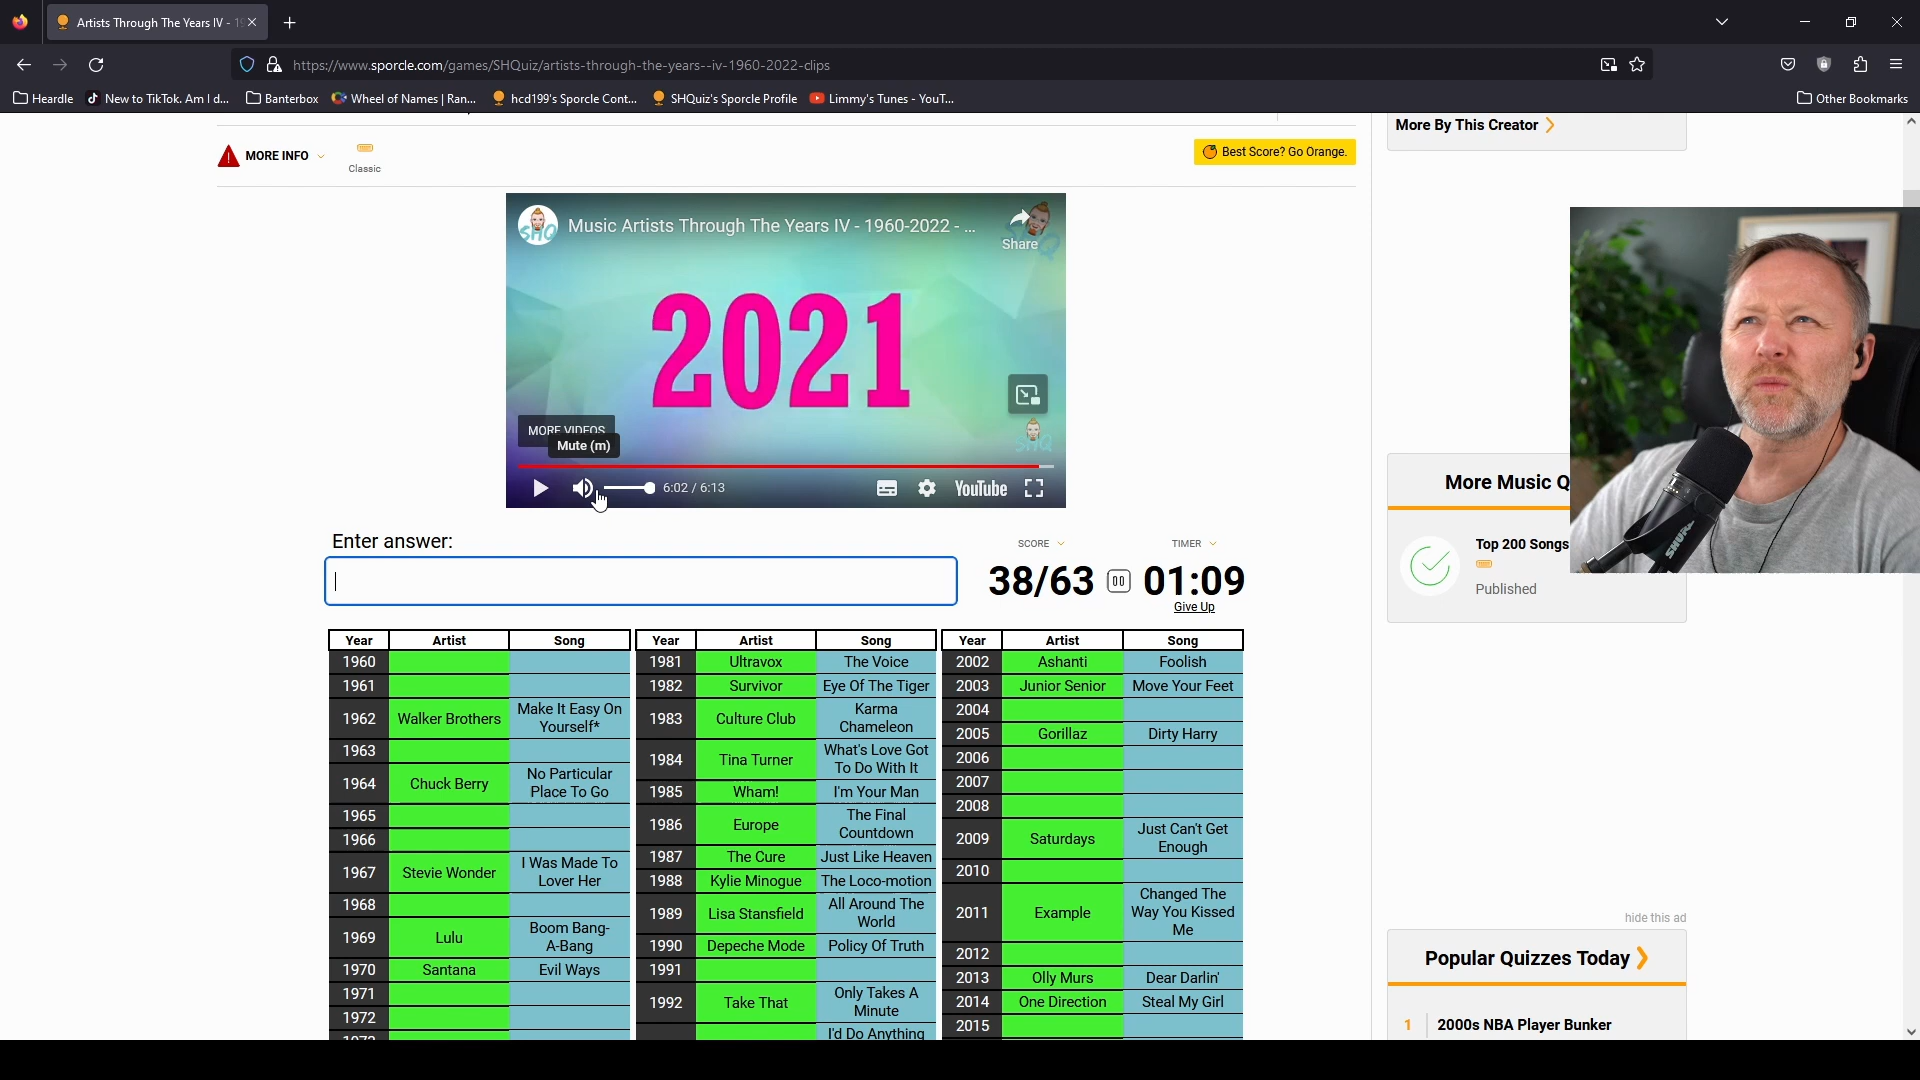 Artists Through The Years IV - 19
https://www.sporcle.com/games/SHQuiz/artists-through-the-years--iv-1960-2022-clips
Heardle
New to TikTok. Am I d...
Banterbox
Wheel of Names | Ran...
hcd199's Sporcle Cont...
SHQuiz's Sporcle Profile
Limmy's Tunes - YouT...
Other Bookmarks
More By This Creator
MORE INFO
Classic
Best Score? Go Orange.
SHQ
Music Artists Through The Years IV - 1960-2022 - ...
Share
2021
MORE VIDEOS
Mute (m)
6:02 / 6:13
YouTube
SHQ
More Music Q
Top 200 Songs
Published
SHURE
Enter answer:
SCORE
TIMER
38/63
01:09
Give Up
Year Artist Song
1960
1961
1962 Walker Brothers Make It Easy On
Yourself*
1963
1964 Chuck Berry No Particular
Place To Go
1965
1966
1967 Stevie Wonder I Was Made To
Lover Her
1968
1969 Lulu Boom Bang-
A-Bang
1970 Santana Evil Ways
1971
1972
Year Artist Song
1981 Ultravox The Voice
1982 Survivor Eye Of The Tiger
1983 Culture Club Karma
Chameleon
1984 Tina Turner What's Love Got
To Do With It
1985 Wham! I'm Your Man
1986 Europe The Final
Countdown
1987 The Cure Just Like Heaven
1988 Kylie Minogue The Loco-motion
1989 Lisa Stansfield All Around The
World
1990 Depeche Mode Policy Of Truth
1991
1992 Take That Only Takes A
Minute
I'd Do Anything
Year Artist Song
2002 Ashanti Foolish
2003 Junior Senior Move Your Feet
2004
2005 Gorillaz Dirty Harry
2006
2007
2008
2009 Saturdays Just Can't Get
Enough
2010
2011 Example Changed The
Way You Kissed
Me
2012
2013 Olly Murs Dear Darlin'
2014 One Direction Steal My Girl
2015
hide this ad
Popular Quizzes Today
1 2000s NBA Player Bunker